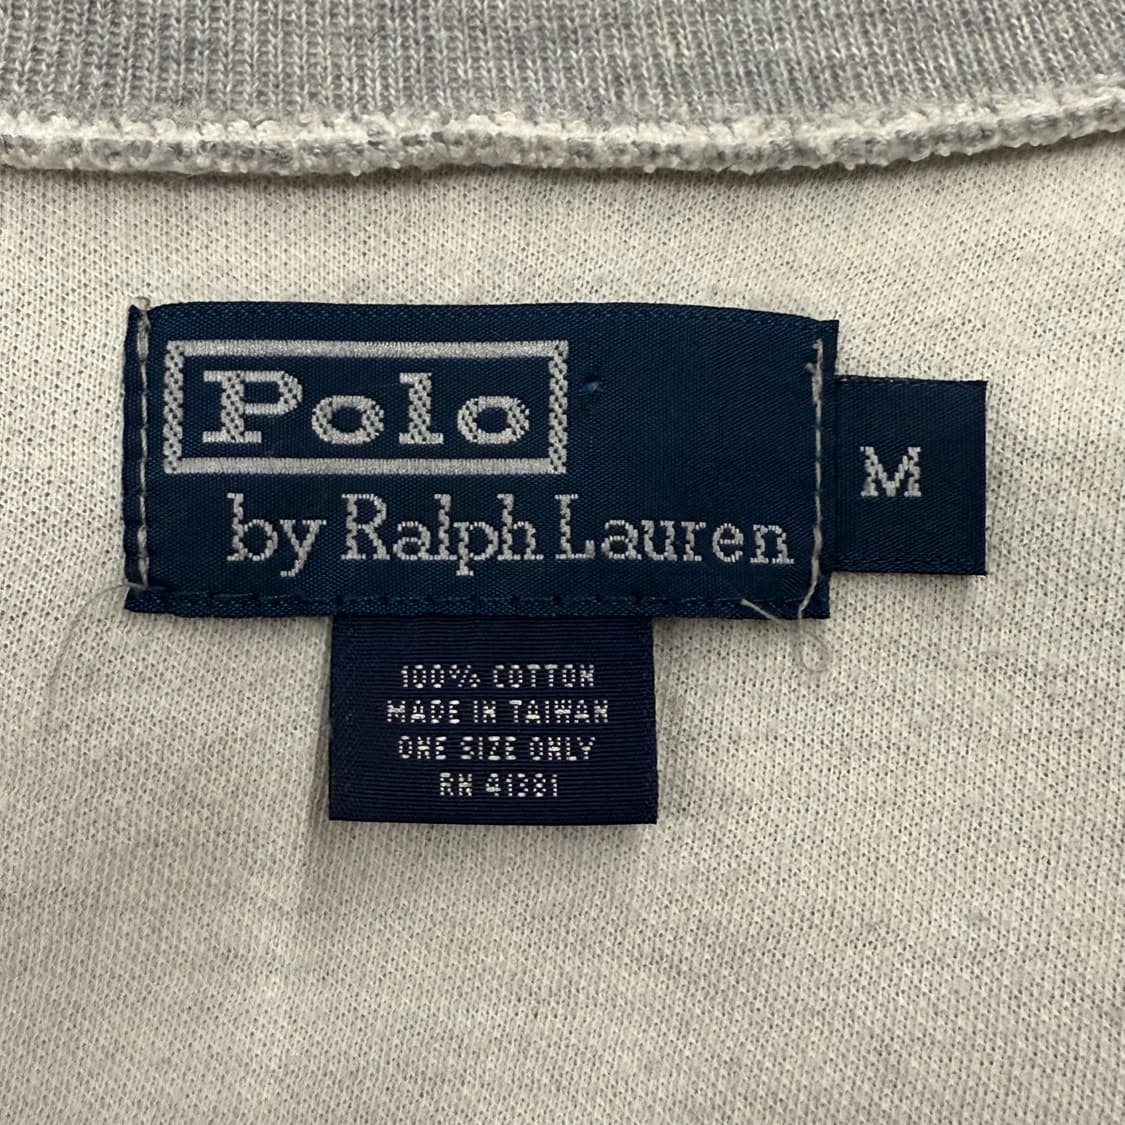 Polo
by Ralph Lauren
M
100% COTTON
MADE IN TAIWAN
ONE SIZE ONLY
RN 41381